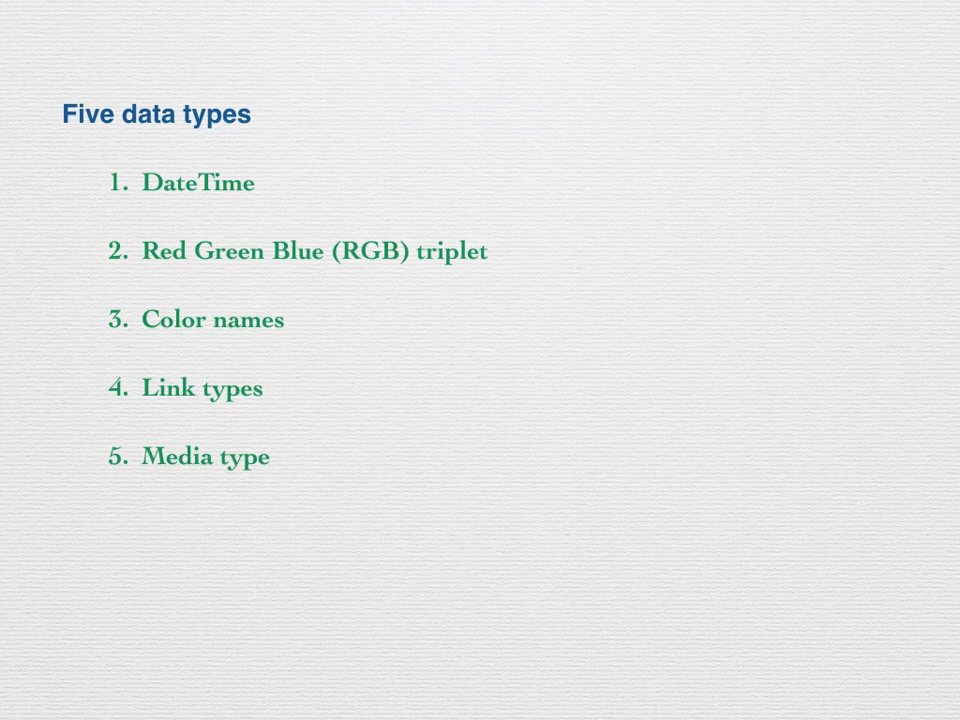 Five data types
1. DateTime
2. Red Green Blue (RGB) triplet
3. Color names
4. Link types
5. Media type